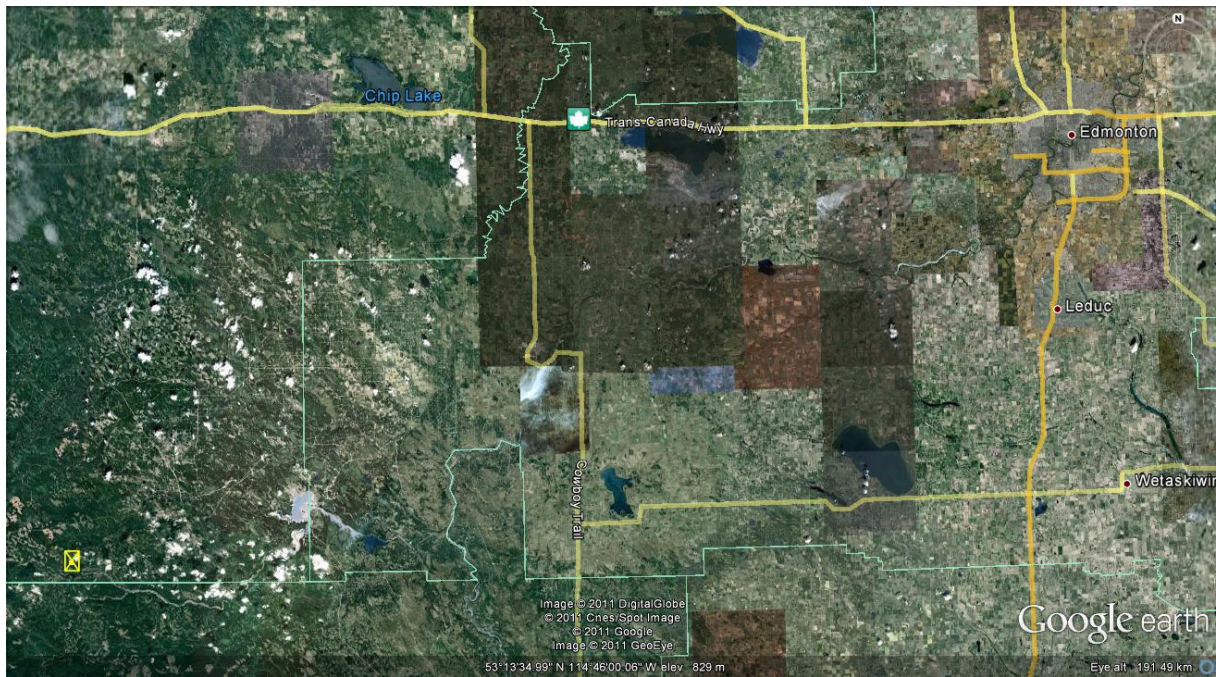 N
Chip Lake
Trans Canada Hwy
Edmonton
Leduc
Cowboy Trail
Wetaskiwin
Image © 2011 DigitalGlobe
© 2011 Cnes/Spot Image
© 2011 Google
Image © 2011 GeoEye
Google earth
53°13'34.99" N 114°46'00.06" W elev 829 m
Eye alt 191.49 km